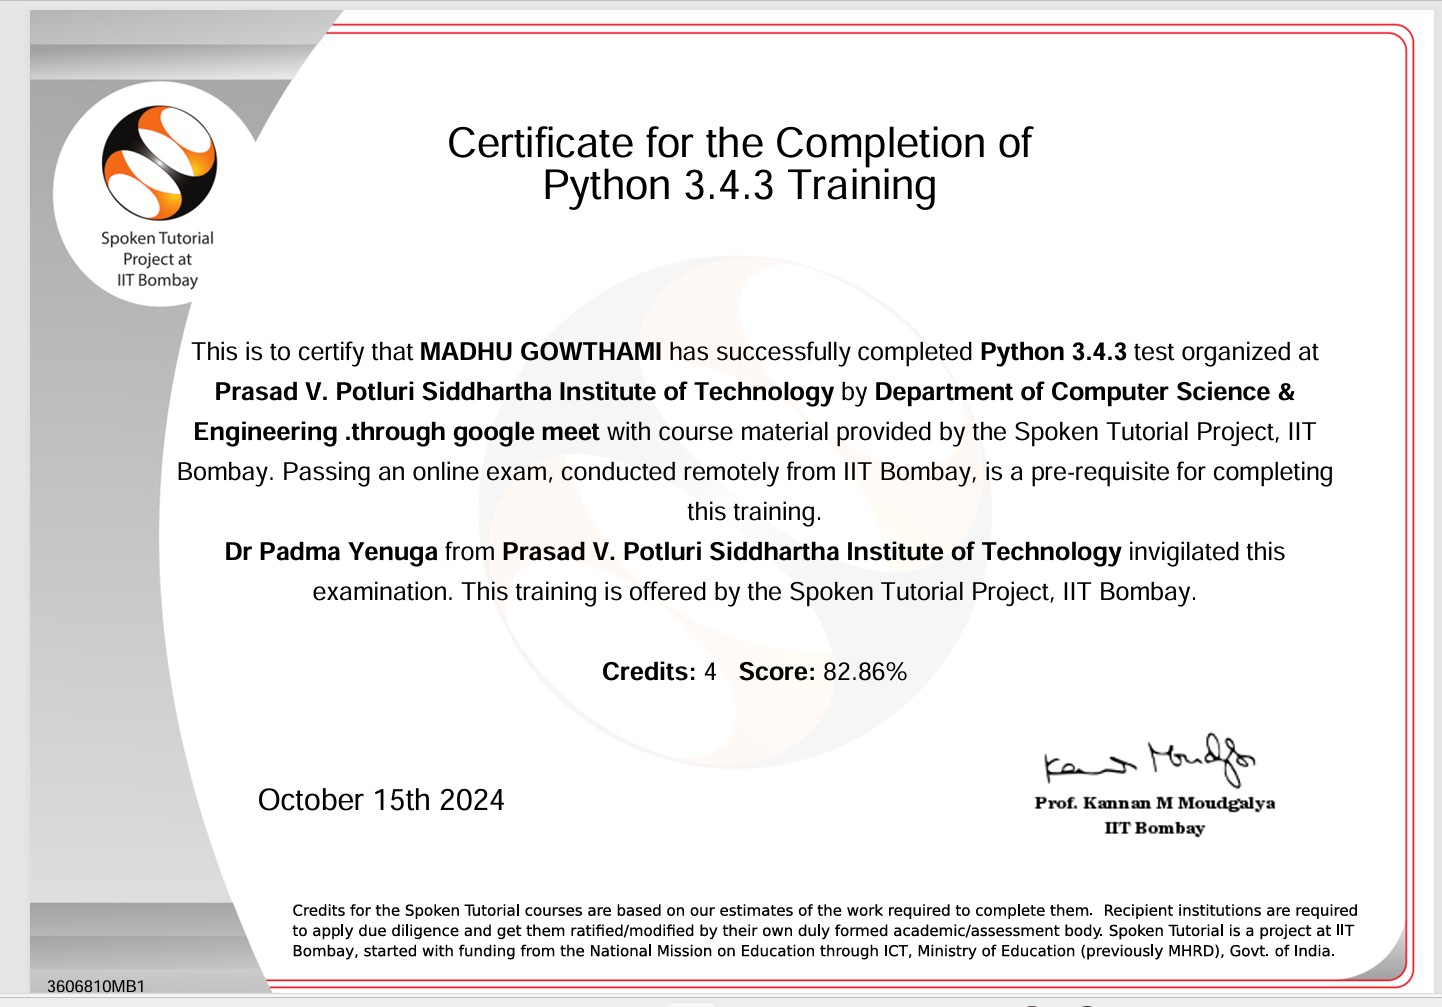 Certificate for the Completion of
Python 3.4.3 Training
Spoken Tutorial
Project at
IIT Bombay
This is to certify that MADHU GOWTHAMI has successfully completed Python 3.4.3 test organized at
Prasad V. Potluri Siddhartha Institute of Technology by Department of Computer Science &
Engineering .through google meet with course material provided by the Spoken Tutorial Project, IIT
Bombay. Passing an online exam, conducted remotely from IIT Bombay, is a pre-requisite for completing
this training.
Dr Padma Yenuga from Prasad V. Potluri Siddhartha Institute of Technology invigilated this
examination. This training is offered by the Spoken Tutorial Project, IIT Bombay.
Credits: 4 Score: 82.86%
October 15th 2024
Prof. Kannan M Moudgalya
IIT Bombay
Credits for the Spoken Tutorial courses are based on our estimates of the work required to complete them. Recipient institutions are required
to apply due diligence and get them ratified/modified by their own duly formed academic/assessment body. Spoken Tutorial is a project at IIT
Bombay, started with funding from the National Mission on Education through ICT, Ministry of Education (previously MHRD), Govt. of India.
3606810MB1